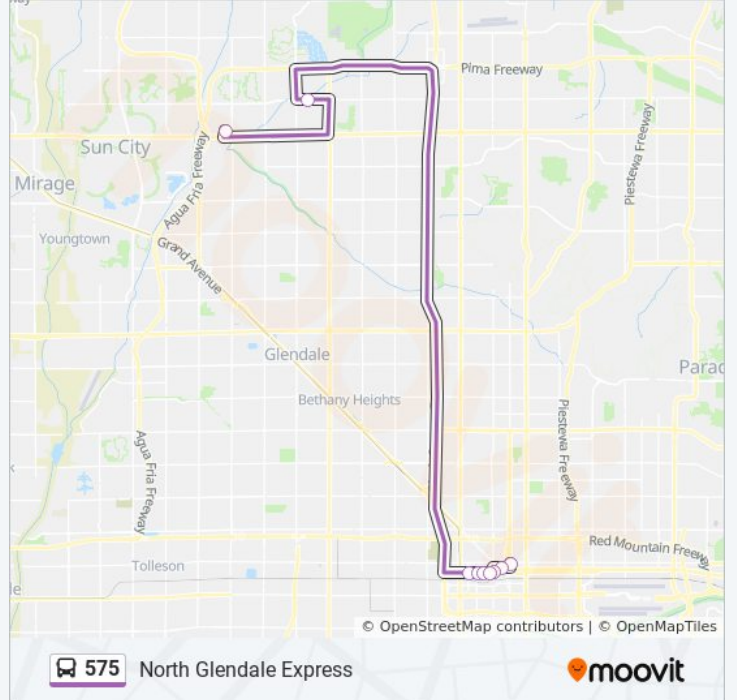 Pima Freeway
Sun City
Agua Fria Freeway
Piestewa Freeway
Mirage
Youngtown
Grand Avenue
Glendale
Parad
Bethany Heights
Piestewa Freeway
Agua Fria Freeway
Red Mountain Freeway
Tolleson
le
© OpenStreetMap contributors | © OpenMapTiles
575 North Glendale Express
moovit